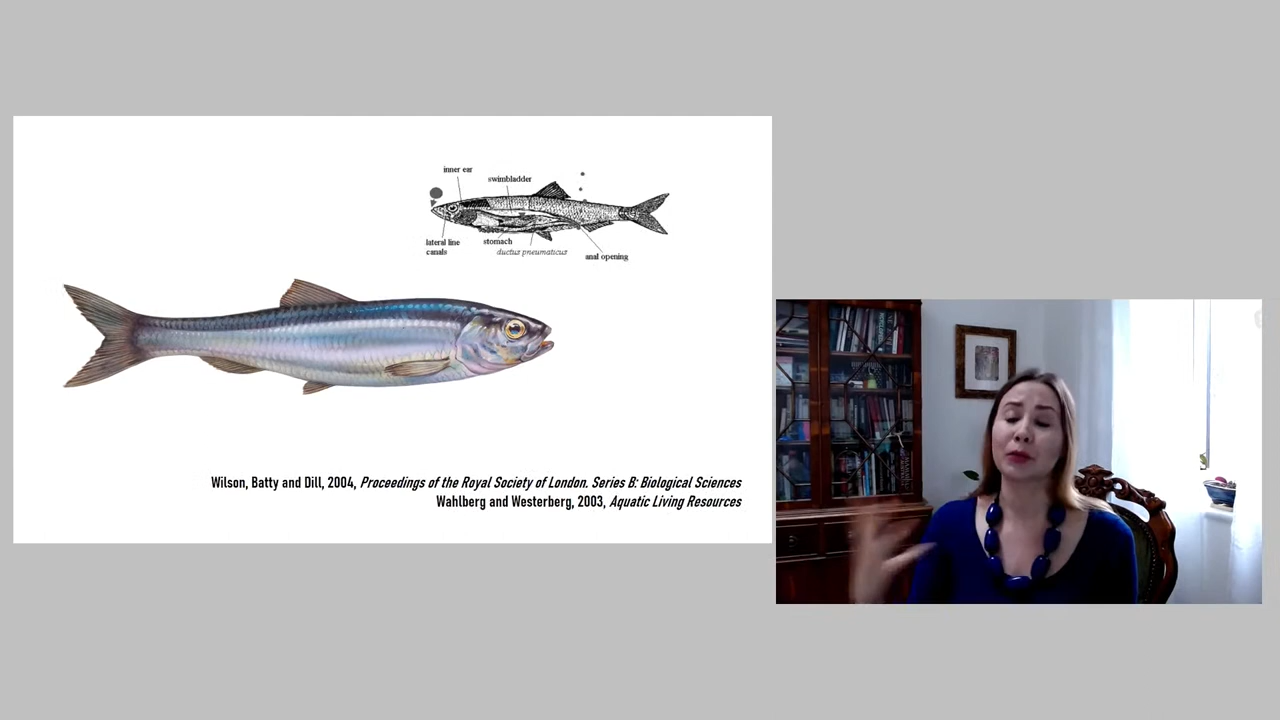 inner ear
swimbladder
lateral line
canals
stomach
ductus pneumaticus
anal opening
Wilson, Batty and Dill, 2004, Proceedings of the Royal Society of London. Series B: Biological Sciences
Wahlberg and Westerberg, 2003, Aquatic Living Resources